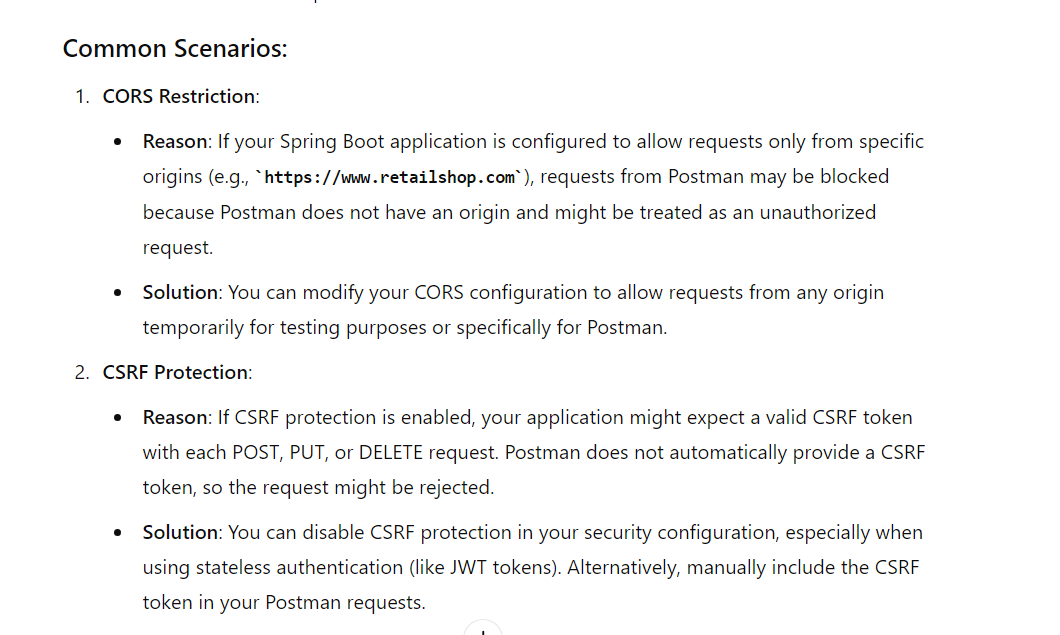 Common Scenarios:
1. CORS Restriction:
• Reason: If your Spring Boot application is configured to allow requests only from specific
origins (e.g., `https://www.retailshop.com`), requests from Postman may be blocked
because Postman does not have an origin and might be treated as an unauthorized
request.
• Solution: You can modify your CORS configuration to allow requests from any origin
temporarily for testing purposes or specifically for Postman.
2. CSRF Protection:
• Reason: If CSRF protection is enabled, your application might expect a valid CSRF token
with each POST, PUT, or DELETE request. Postman does not automatically provide a CSRF
token, so the request might be rejected.
• Solution: You can disable CSRF protection in your security configuration, especially when
using stateless authentication (like JWT tokens). Alternatively, manually include the CSRF
token in your Postman requests.